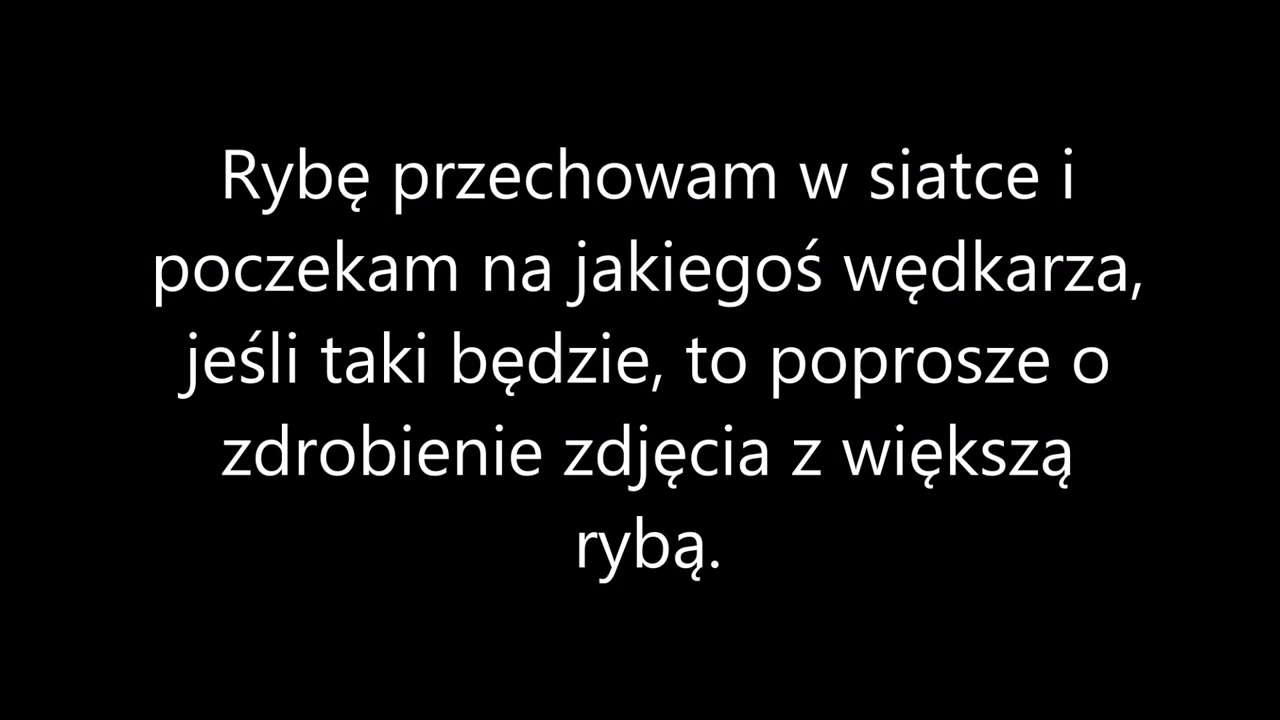 Rybę przechowam w siatce i
poczekam na jakiegoś wędkarza,
jeśli taki będzie, to poprosze o
zdrobienie zdjęcia z większą
rybą.